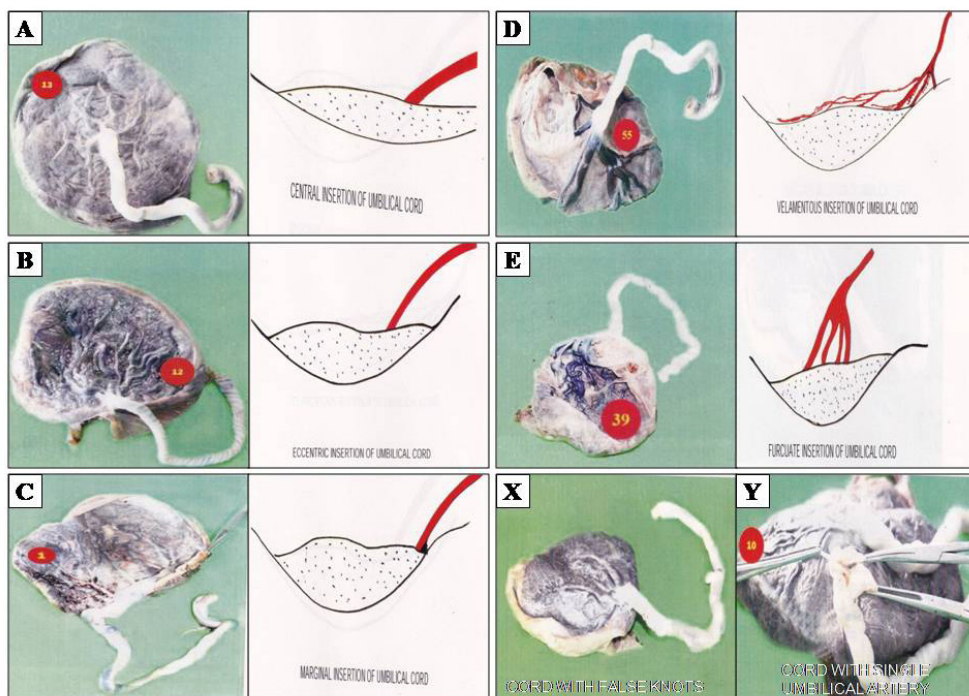 A
13
CENTRAL INSERTION OF UMBILICAL CORD
B
12
ECCENTRIC INSERTION OF UMBILICAL CORD
C
1
MARGINAL INSERTION OF UMBILICAL CORD
D
55
VELAMENTOUS INSERTION OF UMBILICAL CORD
E
39
FURCUATE INSERTION OF UMBILICAL CORD
X
CORD WITH FALSE KNOTS
Y
10
CORD WITH SINGLE
UMBILICAL ARTERY